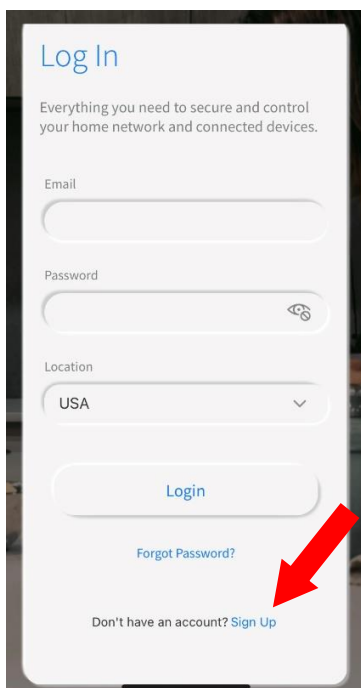 Log In
Everything you need to secure and control
your home network and connected devices.
Email
Password
Location
USA
Login
Forgot Password?
Don't have an account? Sign Up